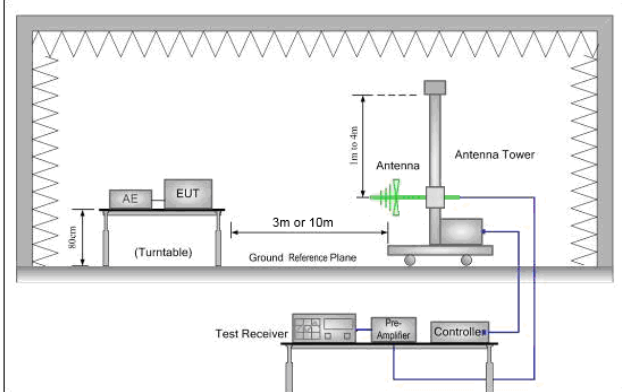 1m to 4m
Antenna
Antenna Tower
AE
EUT
3m or 10m
80cm
(Turntable)
Ground Reference Plane
Test Receiver
Pre-
Amplifier
Controller